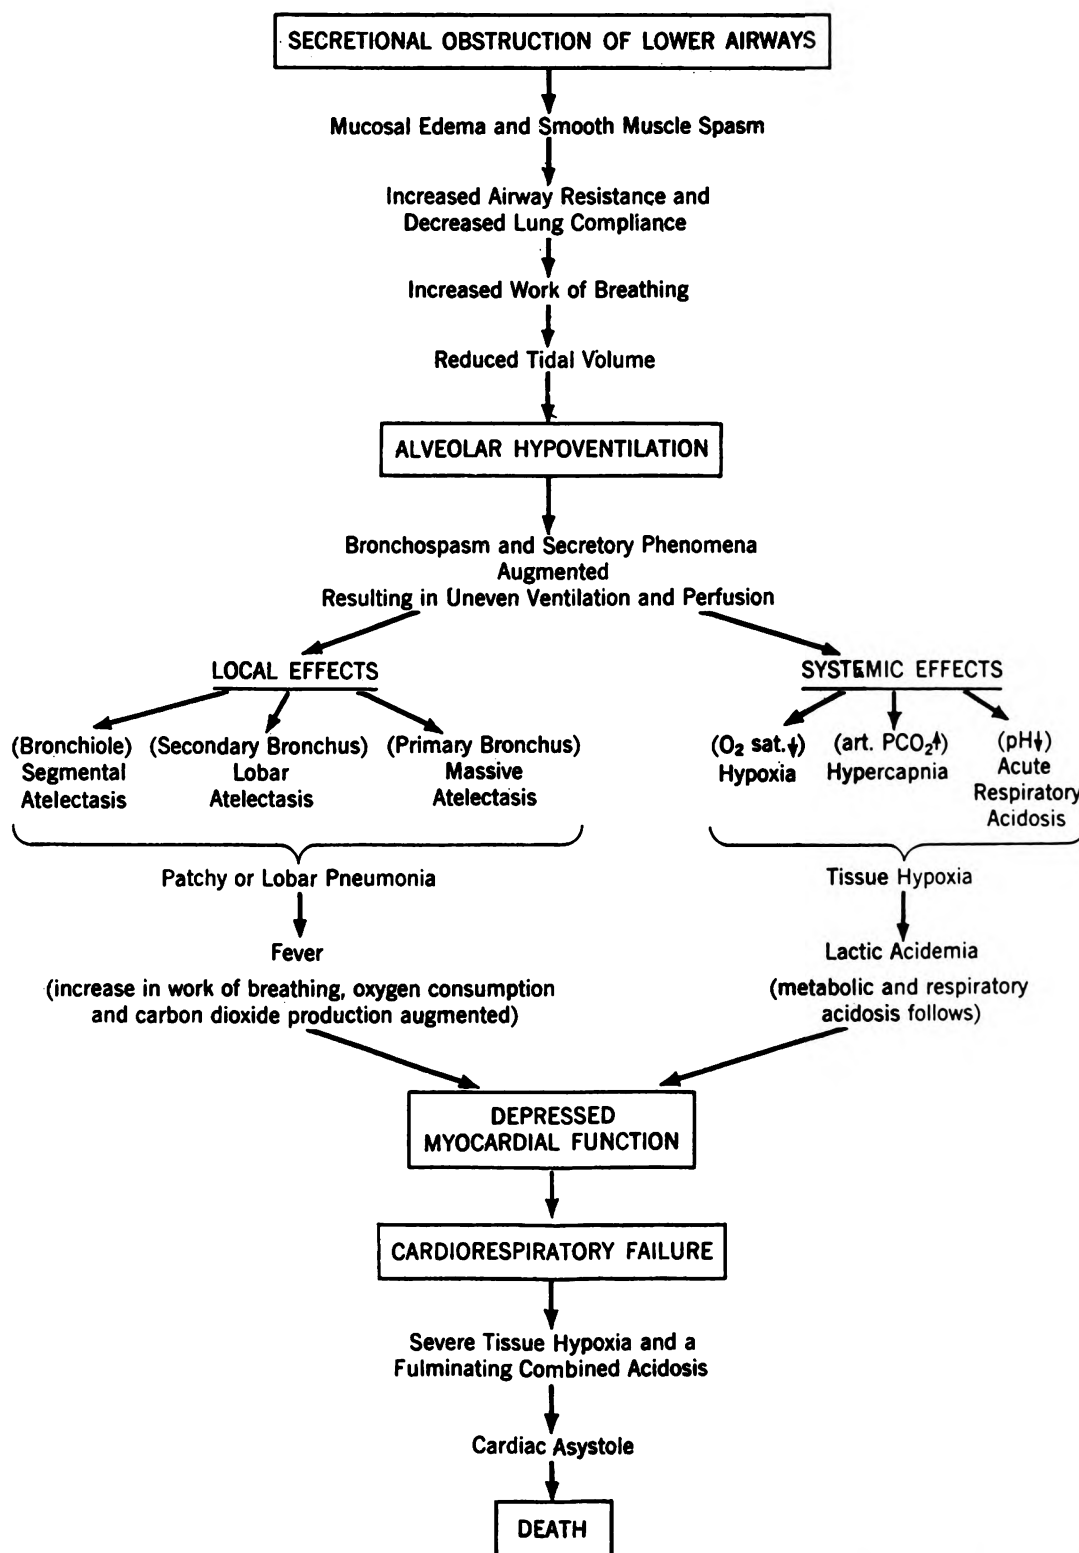 SECRETIONAL OBSTRUCTION OF LOWER AIRWAYS
Mucosal Edema and Smooth Muscle Spasm
Increased Airway Resistance and
Decreased Lung Compliance
Increased Work of Breathing
Reduced Tidal Volume
ALVEOLAR HYPOVENTILATION
Bronchospasm and Secretory Phenomena
Augmented
Resulting in Uneven Ventilation and Perfusion
LOCAL EFFECTS
(Bronchiole)
Segmental
Atelectasis
(Secondary Bronchus)
Lobar
Atelectasis
(Primary Bronchus)
Massive
Atelectasis
Patchy or Lobar Pneumonia
Fever
(increase in work of breathing, oxygen consumption
and carbon dioxide production augmented)
SYSTEMIC EFFECTS
(O₂ sat.↓)
Hypoxia
(art. PCO₂↑)
Hypercapnia
(pH↓)
Acute
Respiratory
Acidosis
Tissue Hypoxia
Lactic Acidemia
(metabolic and respiratory
acidosis follows)
DEPRESSED
MYOCARDIAL FUNCTION
CARDIORESPIRATORY FAILURE
Severe Tissue Hypoxia and a
Fulminating Combined Acidosis
Cardiac Asystole
DEATH